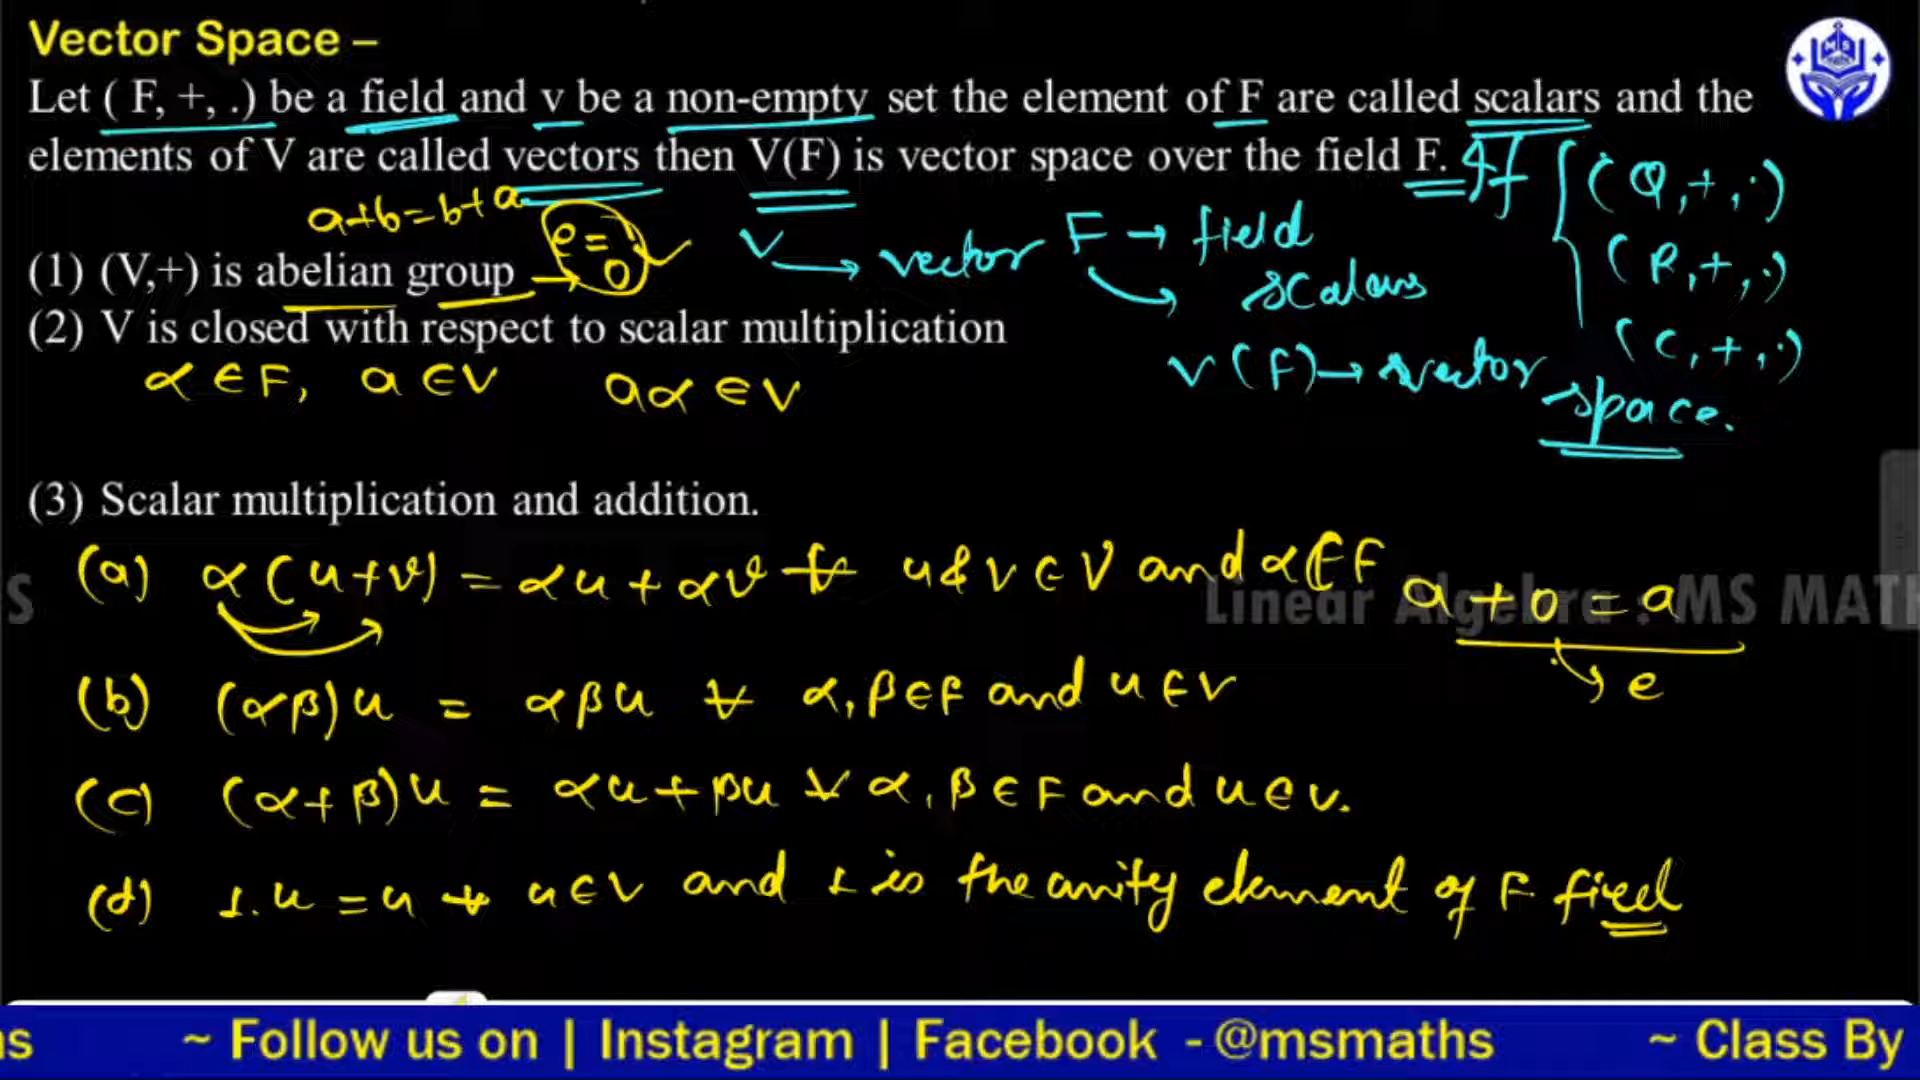 Vector Space –
Let ( F, +, .) be a field and v be a non-empty set the element of F are called scalars and the
elements of V are called vectors then V(F) is vector space over the field F. If
(Q,+,.)
a+b=b+a
e=
0
V → vector F → field
(R,+,.)
(1) (V,+) is abelian group →
scalars
(2) V is closed with respect to scalar multiplication
(C,+,.)
V(F) → vector
space.
α ∈ F, a ∈ V aα ∈ V
(3) Scalar multiplication and addition.
(a) α(u+v) = αu + αv ∀ u & v ∈ V and α ∈ F
a+0=a
Linear Algebra : MS MATH
S
(b) (αβ)u = αβu ∀ α, β ∈ F and u ∈ V
e
(c) (α+β)u = αu+βu ∀ α, β ∈ F and u ∈ v.
(d) 1.u = u ∀ u ∈ V and 1 is the unity element of F fired
MS
~ Follow us on | Instagram | Facebook - @msmaths ~ Class By